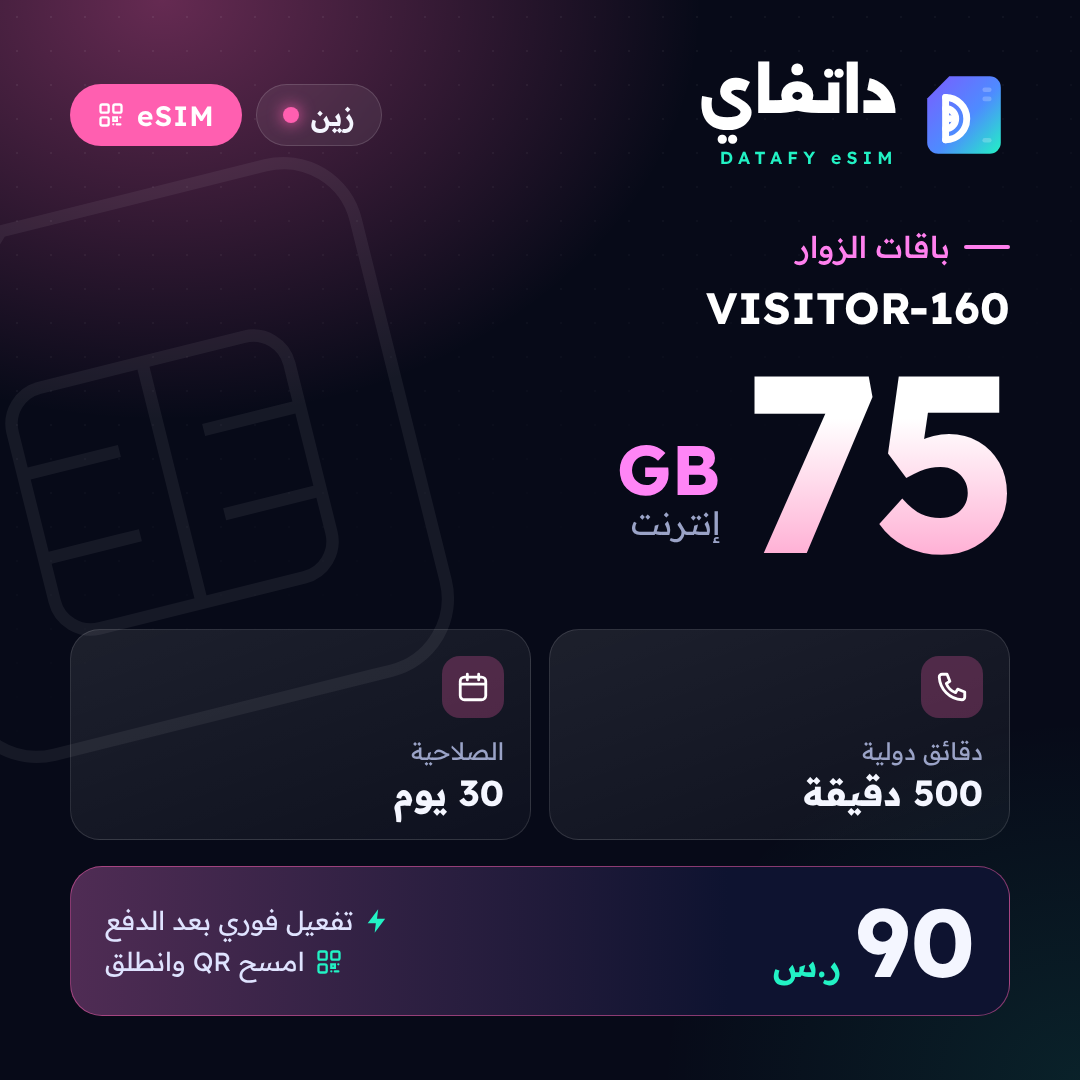 داتفاي
DATAFY eSIM
زين
eSIM
باقات الزوار
VISITOR-160
75
GB
إنترنت
دقائق دولية
500 دقيقة
الصلاحية
30 يوم
90 ر.س
تفعيل فوري بعد الدفع
امسح QR وانطلق